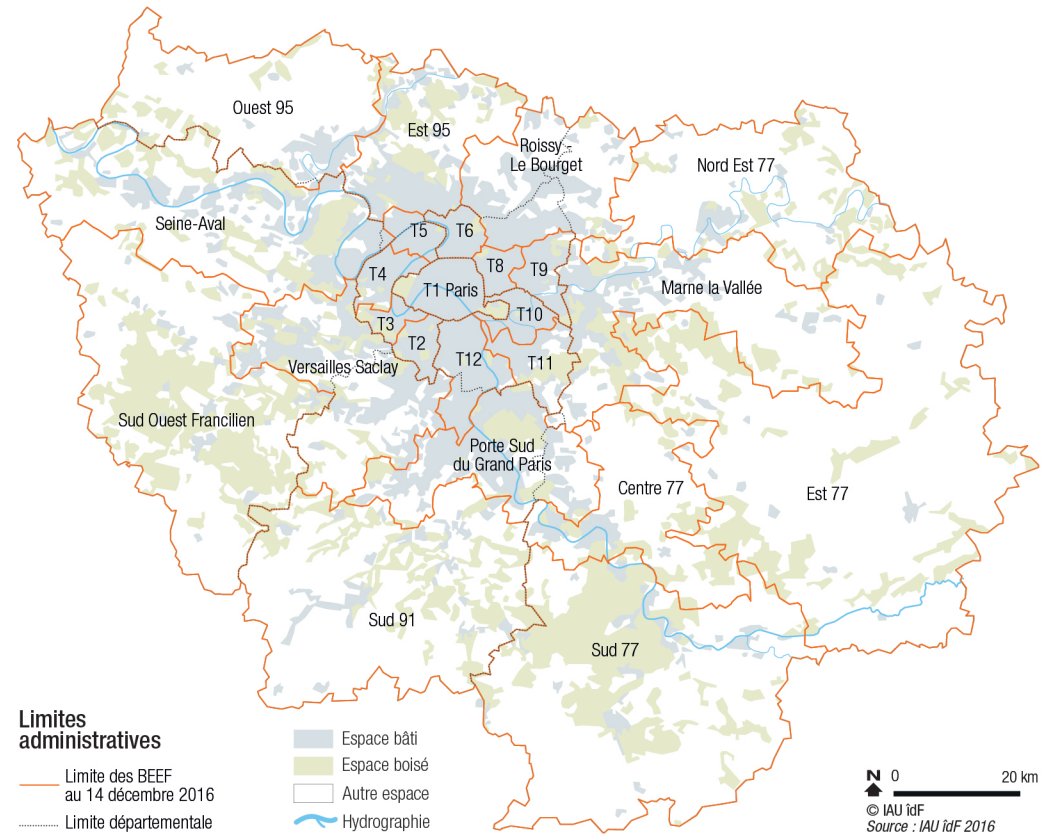 Ouest 95
Est 95
Roissy -
Le Bourget
Nord Est 77
Seine-Aval
T5
T6
T8
T9
T4
T1 Paris
Marne la Vallée
T10
T3
T2
T12
T11
Versailles Saclay
Sud Ouest Francilien
Porte Sud
du Grand Paris
Centre 77
Est 77
Sud 91
Sud 77
Limites
administratives
Limite des BEEF
au 14 décembre 2016
Limite départementale
Espace bâti
Espace boisé
Autre espace
Hydrographie
N 0 20 km
© IAU îdF
Source : IAU îdF 2016